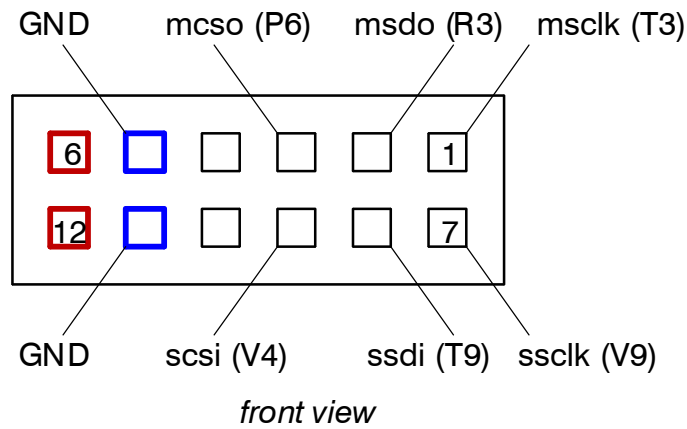 GND mcso (P6) msdo (R3) msclk (T3)
6 1
12 7
GND scsi (V4) ssdi (T9) ssclk (V9)
front view